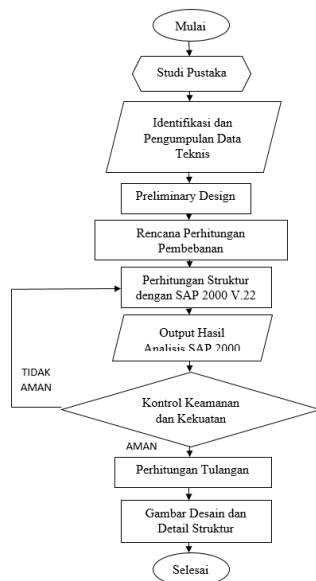 Mulai
Studi Pustaka
Identifikasi dan
Pengumpulan Data
Teknis
Preliminary Design
Rencana Perhitungan
Pembebanan
Perhitungan Struktur
dengan SAP 2000 V.22
Output Hasil
Analisis SAP 2000
TIDAK
AMAN
Kontrol Keamanan
dan Kekuatan
AMAN
Perhitungan Tulangan
Gambar Desain dan
Detail Struktur
Selesai